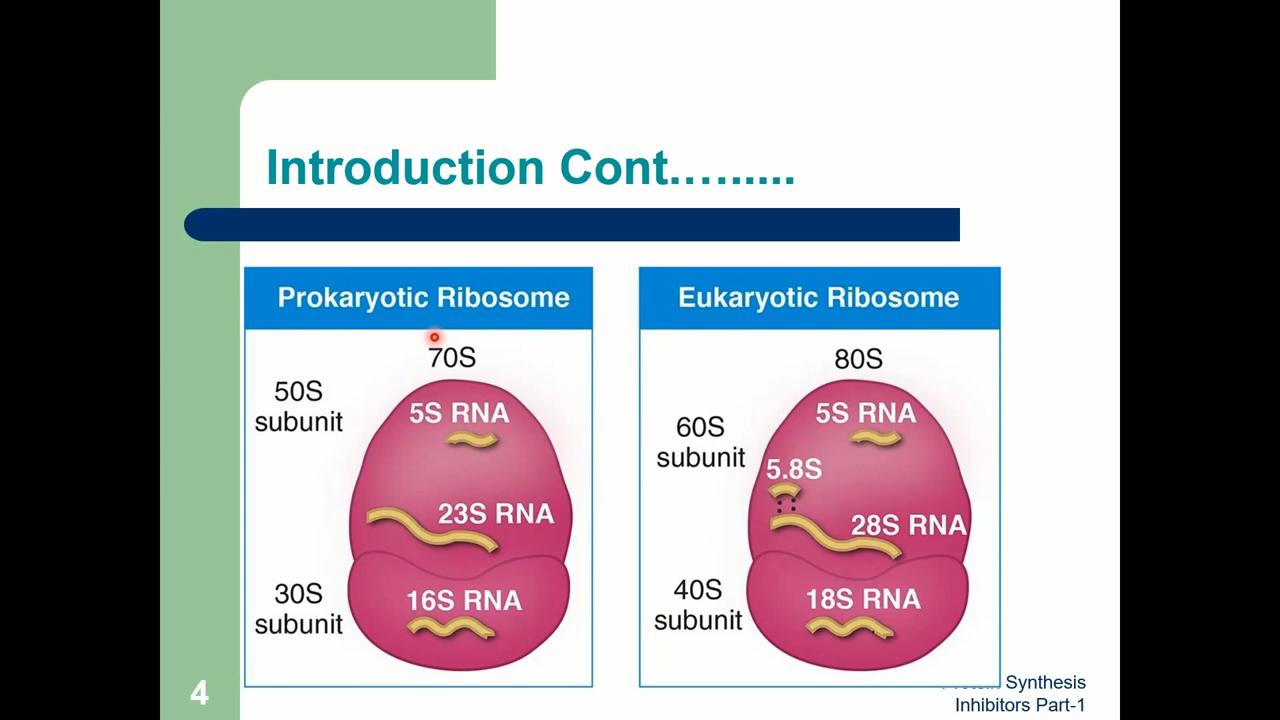 Introduction Cont.…......
Prokaryotic Ribosome
70S
50S
subunit
5S RNA
23S RNA
30S
subunit
16S RNA
Eukaryotic Ribosome
80S
60S
subunit
5S RNA
5.8S
28S RNA
40S
subunit
18S RNA
4
Protein Synthesis
Inhibitors Part-1